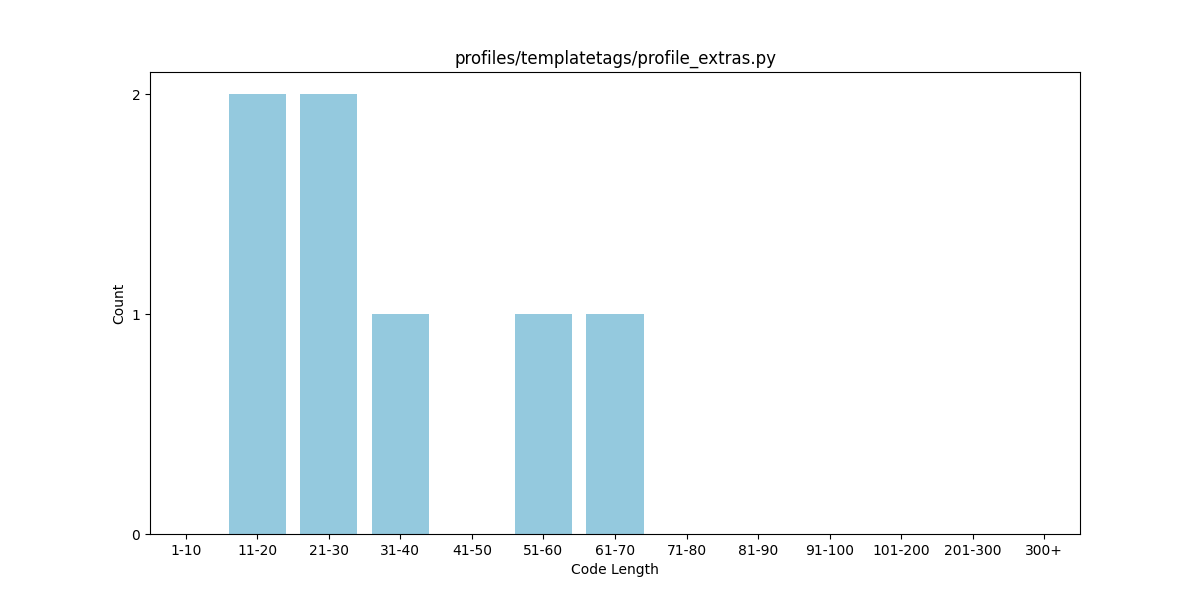 profiles/templatetags/profile_extras.py
Count
2
1
0
1-10 11-20 21-30 31-40 41-50 51-60 61-70 71-80 81-90 91-100 101-200 201-300 300+
Code Length